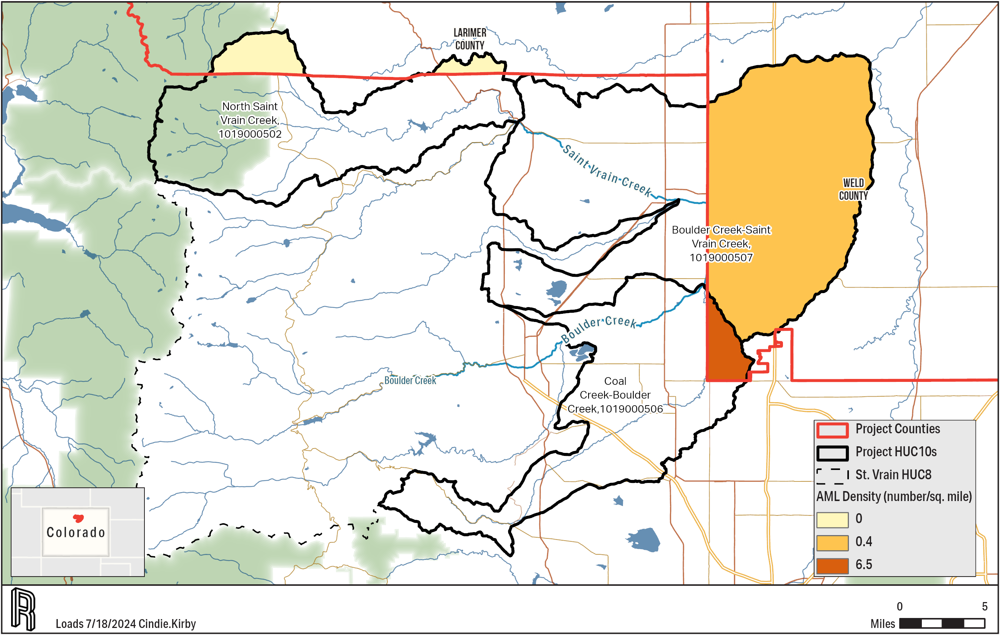 LARIMER
COUNTY
North Saint
Vrain Creek,
1019000502
Saint Vrain Creek
WELD
COUNTY
Boulder Creek-Saint
Vrain Creek,
1019000507
Boulder Creek
Boulder Creek
Coal
Creek-Boulder
Creek,1019000506
Project Counties
Project HUC10s
St. Vrain HUC8
AML Density (number/sq. mile)
0
0.4
6.5
Colorado
R
Loads 7/18/2024 Cindie.Kirby
0 5
Miles